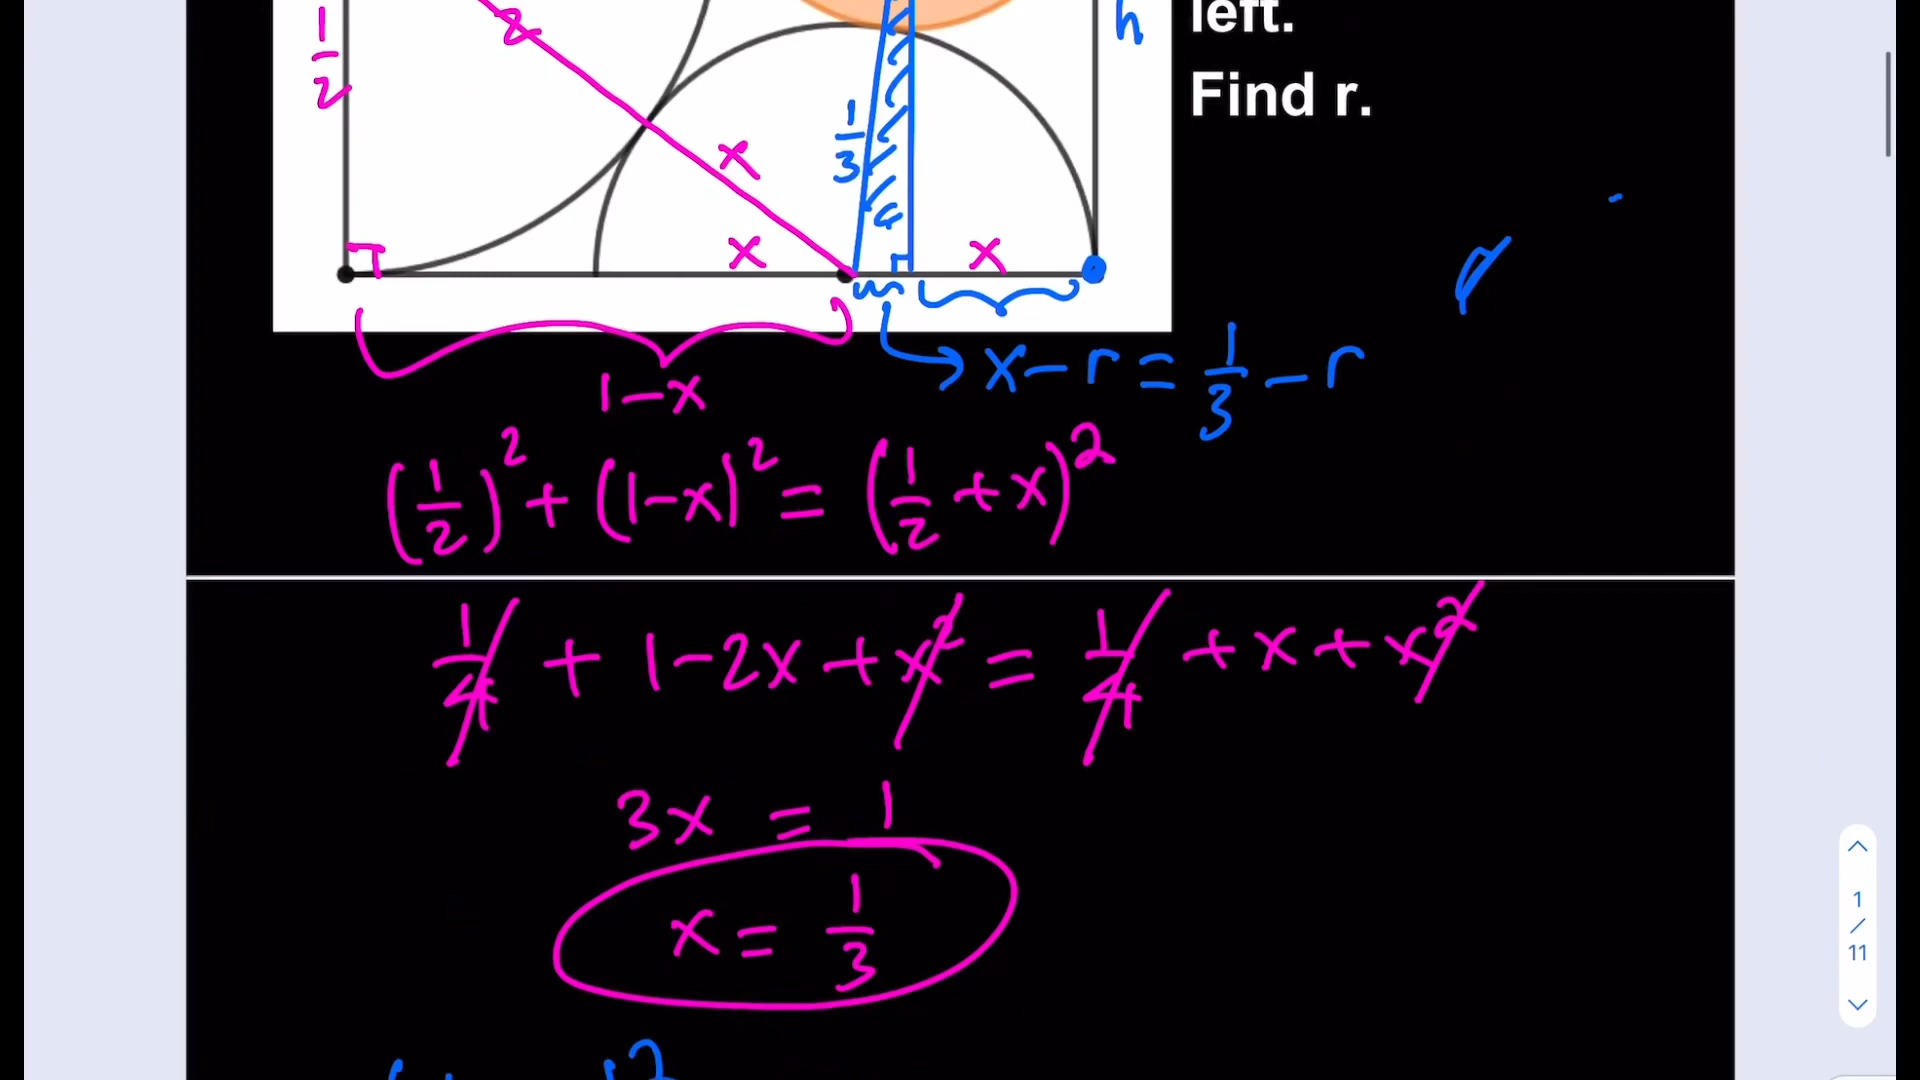 left.
Find r.
1/2
2
h
1/3
x
x
x
x-r = 1/3 - r
1-x
(1/2)² + (1-x)² = (1/2 + x)²
1/4 + 1-2x + x² = 1/4 + x + x²
3x = 1
x = 1/3
1
/
11